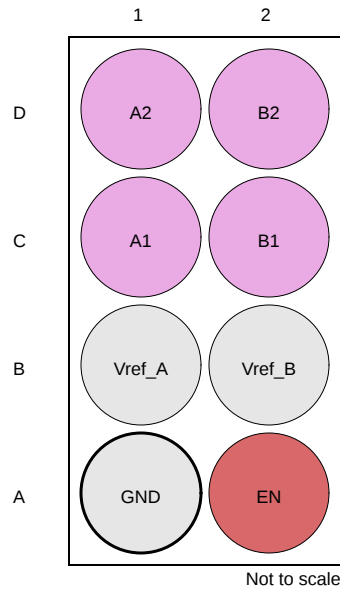 1 2
D A2 B2
C A1 B1
B Vref_A Vref_B
A GND EN
Not to scale